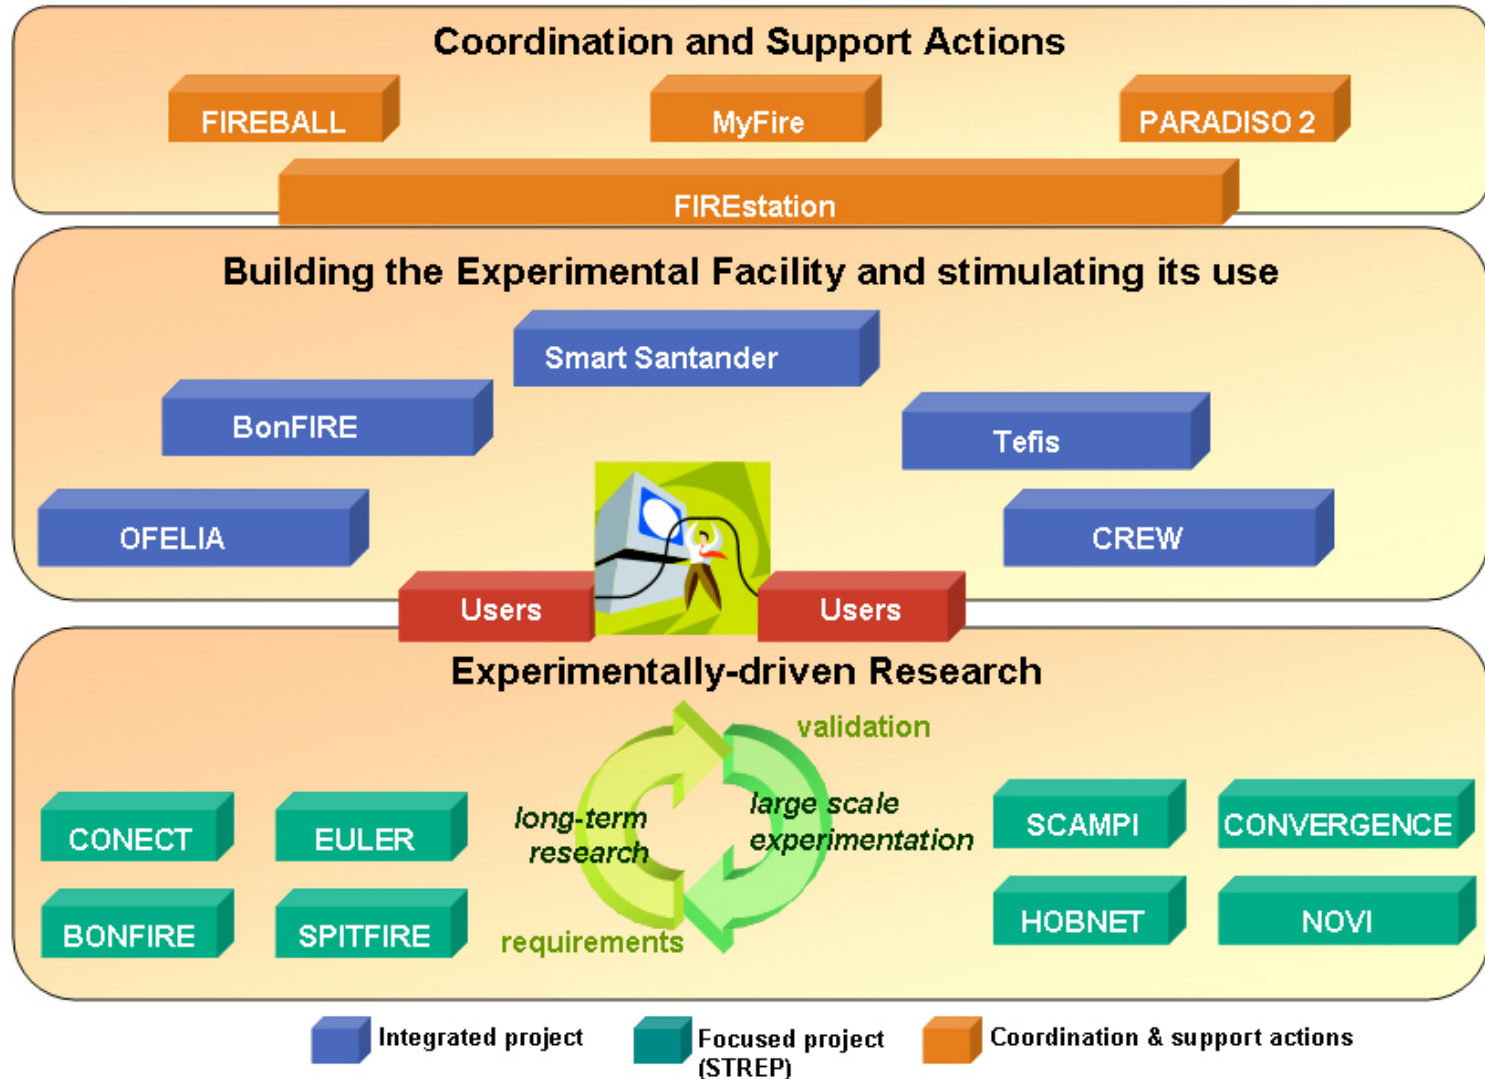 Coordination and Support Actions
FIREBALL
MyFire
PARADISO 2
FIREstation
Building the Experimental Facility and stimulating its use
Smart Santander
BonFIRE
Tefis
OFELIA
CREW
Users
Users
Experimentally-driven Research
validation
long-term
research
large scale
experimentation
requirements
CONECT
EULER
SCAMPI
CONVERGENCE
BONFIRE
SPITFIRE
HOBNET
NOVI
Integrated project
Focused project
(STREP)
Coordination & support actions